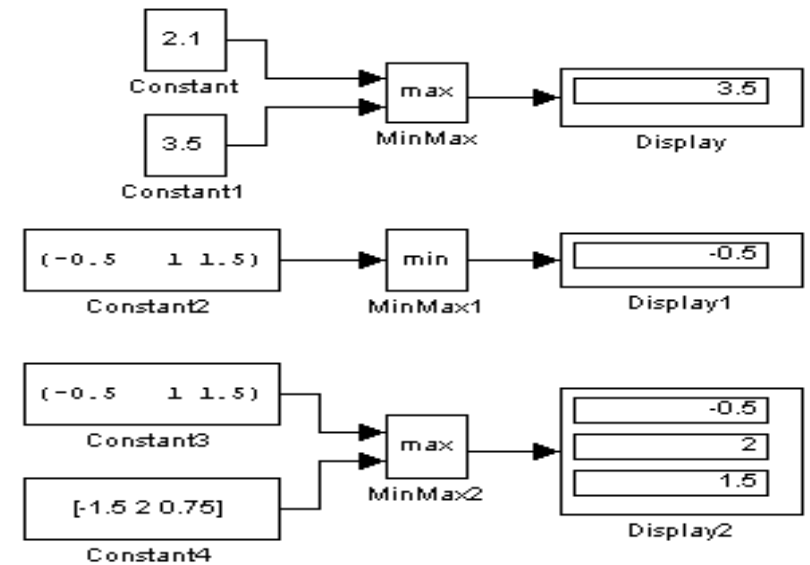 2.1
Constant
3.5
Constant1
max
MinMax
3.5
Display
(-0.5 1 1.5)
Constant2
min
MinMax1
-0.5
Display1
(-0.5 1 1.5)
Constant3
[-1.5 2 0.75]
Constant4
max
MinMax2
-0.5
2
1.5
Display2